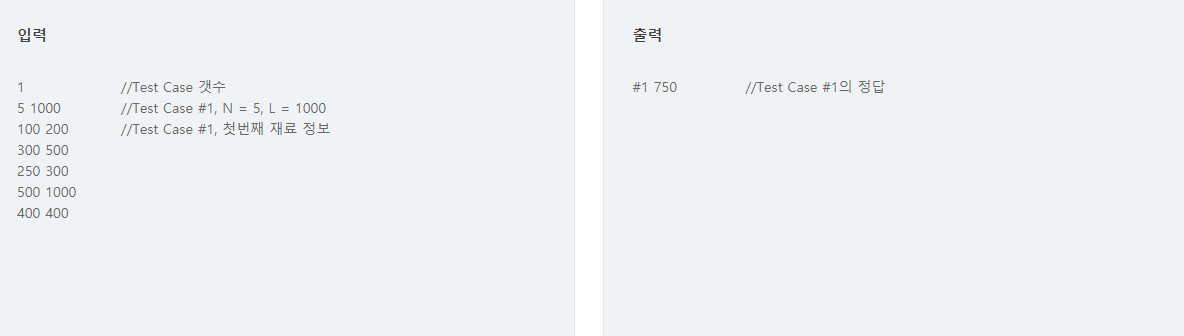 입력
1 //Test Case 갯수
5 1000 //Test Case #1, N = 5, L = 1000
100 200 //Test Case #1, 첫번째 재료 정보
300 500
250 300
500 1000
400 400
출력
#1 750 //Test Case #1의 정답